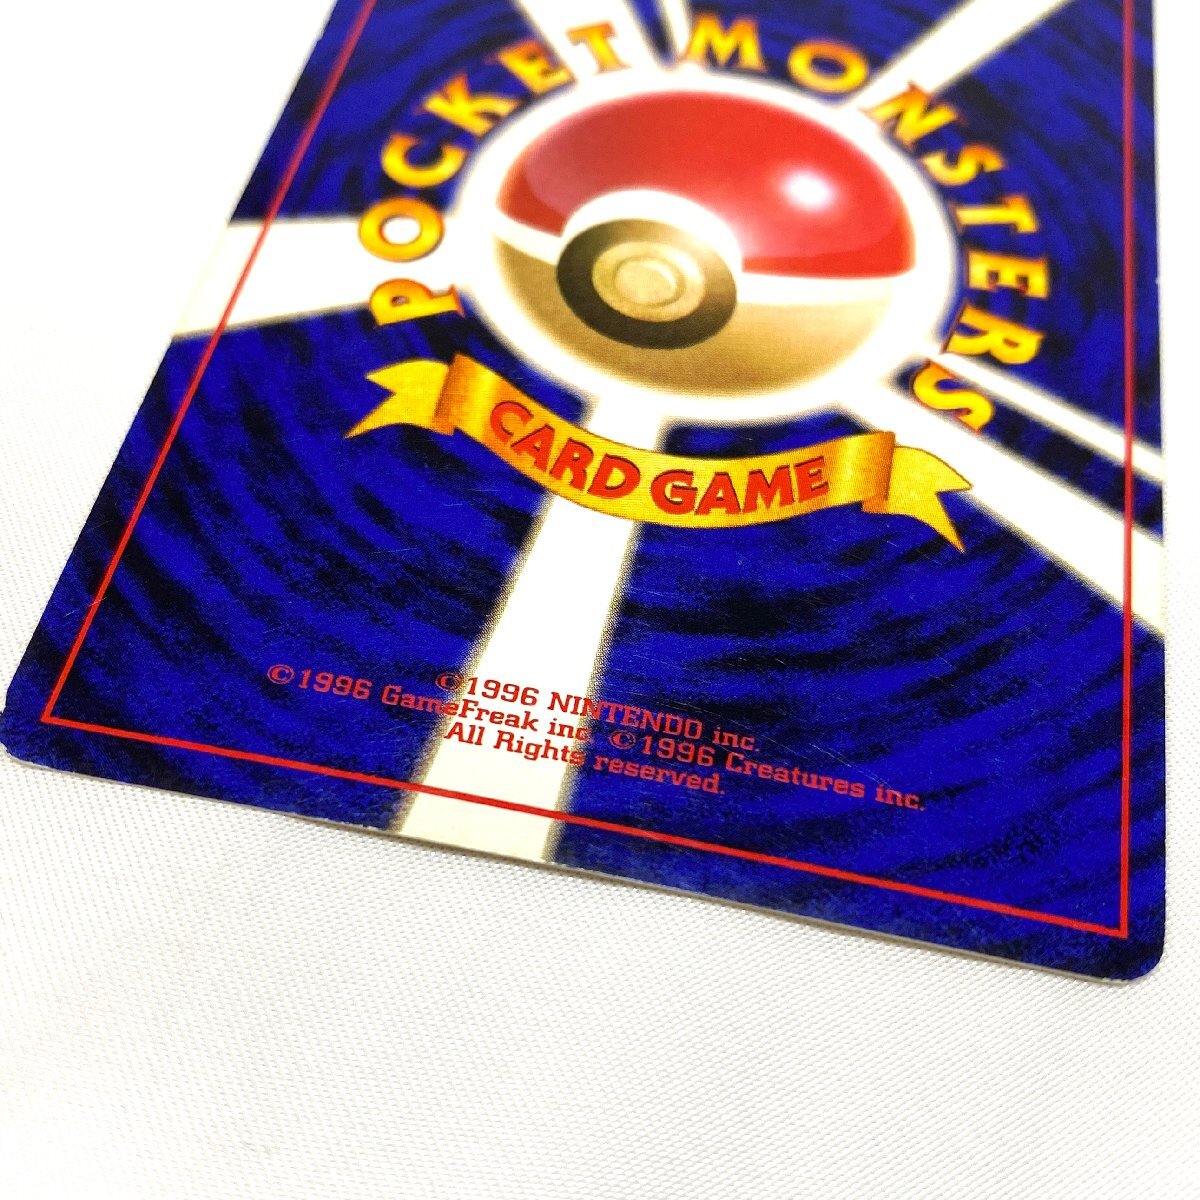 POCKET MONSTERS
CARD GAME
©1996 NINTENDO inc.
©1996 GameFreak inc. ©1996 Creatures inc.
All Rights reserved.